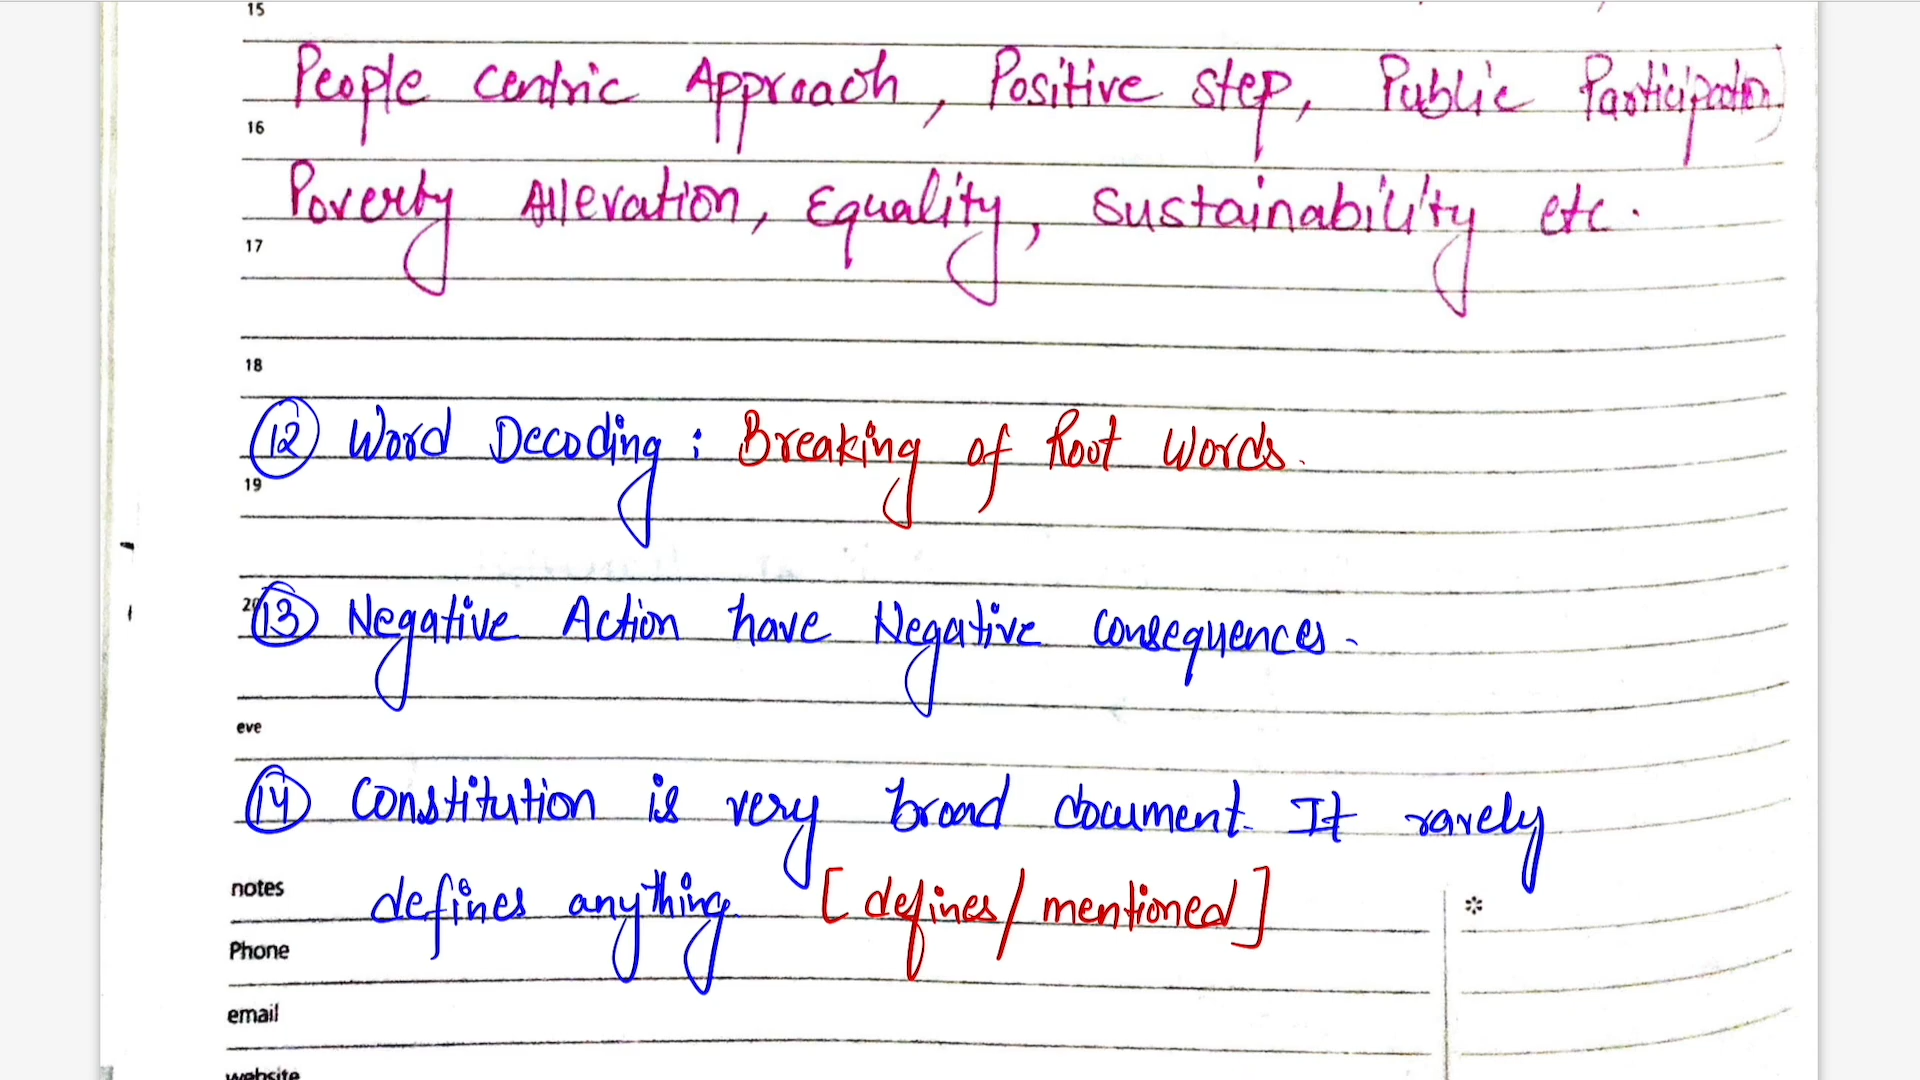 15
People centric Approach, Positive step, Public Participation,
16
Poverty Allevation, Equality, Sustainability etc.
17
18
12 Word Decoding : Breaking of Root Words.
19
20
13 Negative Action have Negative Consequences.
eve
14 Constitution is very broad document. It rarely
notes
defines anything [defines/mentioned]
*
Phone
email
website